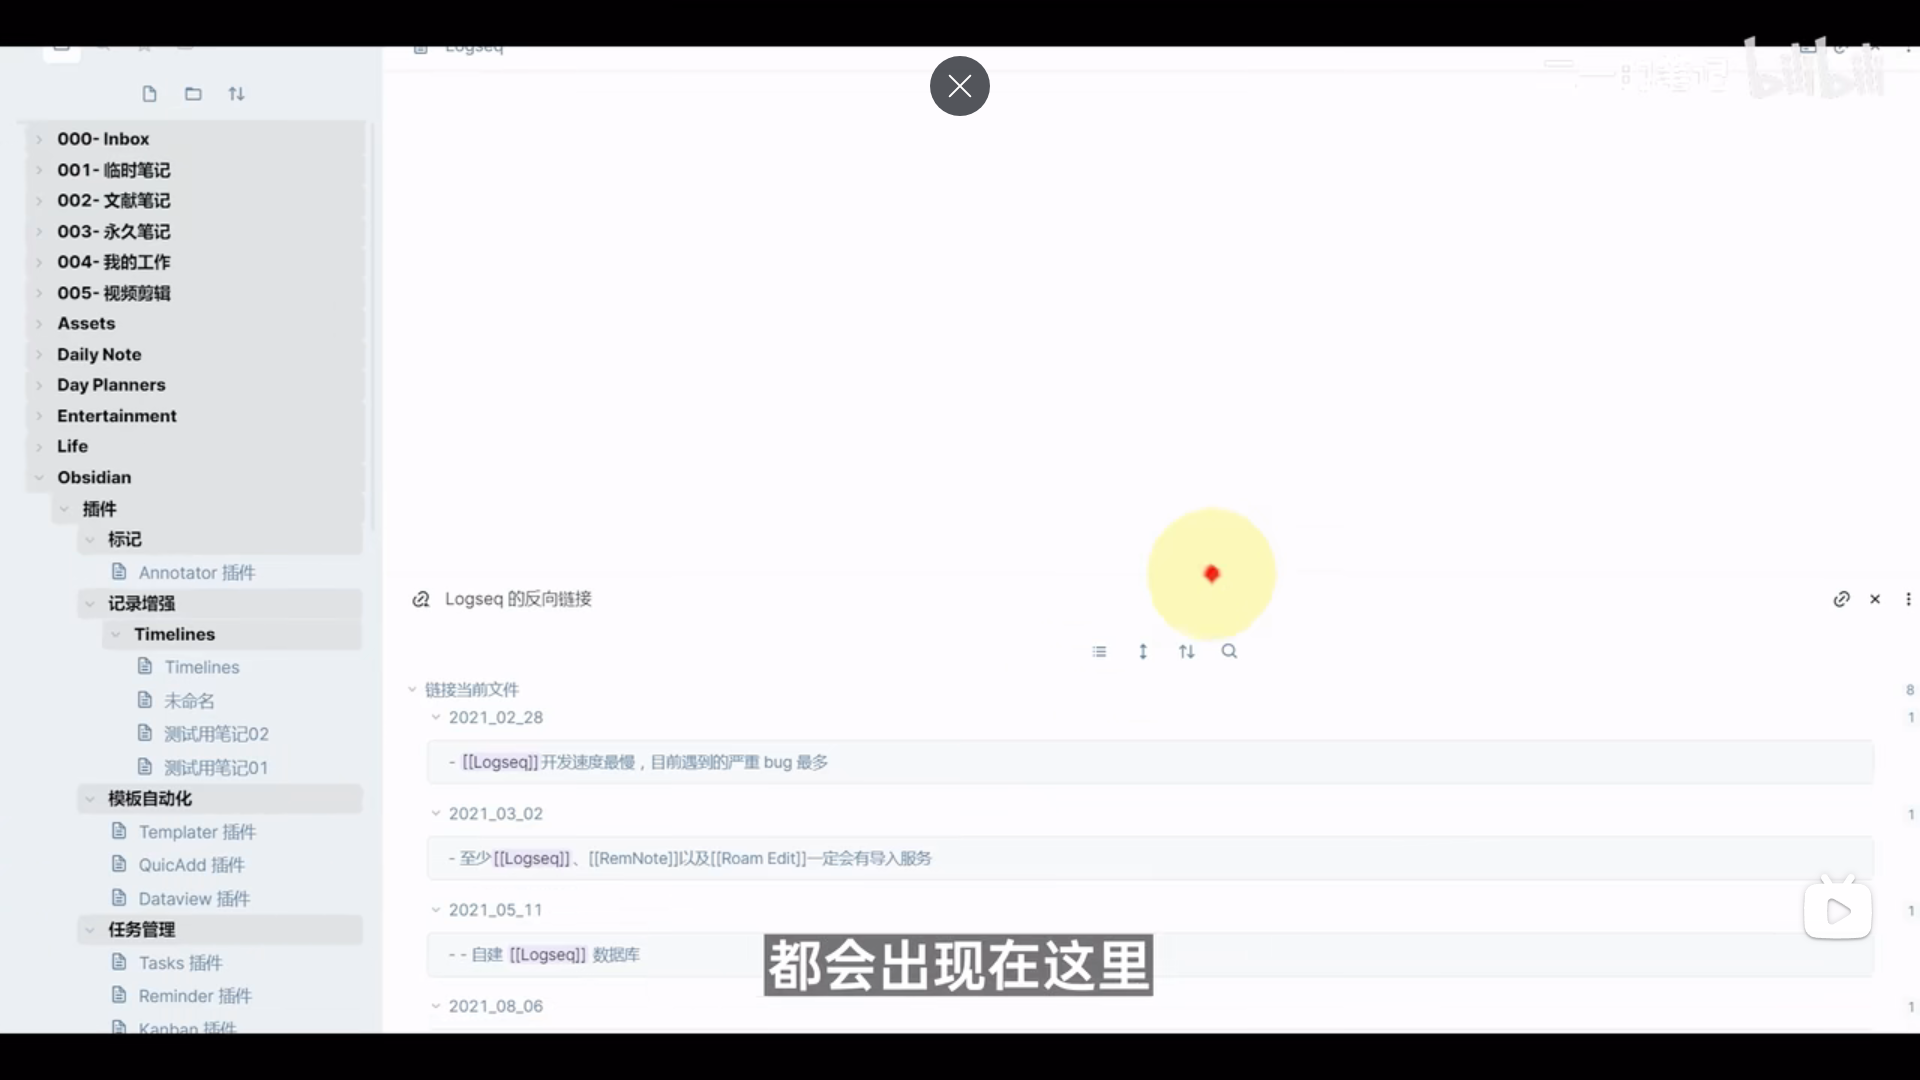 Logseq
bilibili
000- Inbox
001- 临时笔记
002- 文献笔记
003- 永久笔记
004- 我的工作
005- 视频剪辑
Assets
Daily Note
Day Planners
Entertainment
Life
Obsidian
插件
标记
Annotator 插件
记录增强
Timelines
Timelines
未命名
测试用笔记02
测试用笔记01
模板自动化
Templater 插件
QuicAdd 插件
Dataview 插件
任务管理
Tasks 插件
Reminder 插件
Kanban 插件
Logseq 的反向链接
链接当前文件 8
2021_02_28 1
- [[Logseq]]开发速度最慢，目前遇到的严重 bug 最多
2021_03_02 1
- 至少[[Logseq]]、[[RemNote]]以及[[Roam Edit]]一定会有导入服务
2021_05_11 1
- - 自建 [[Logseq]] 数据库
2021_08_06 1
都会出现在这里